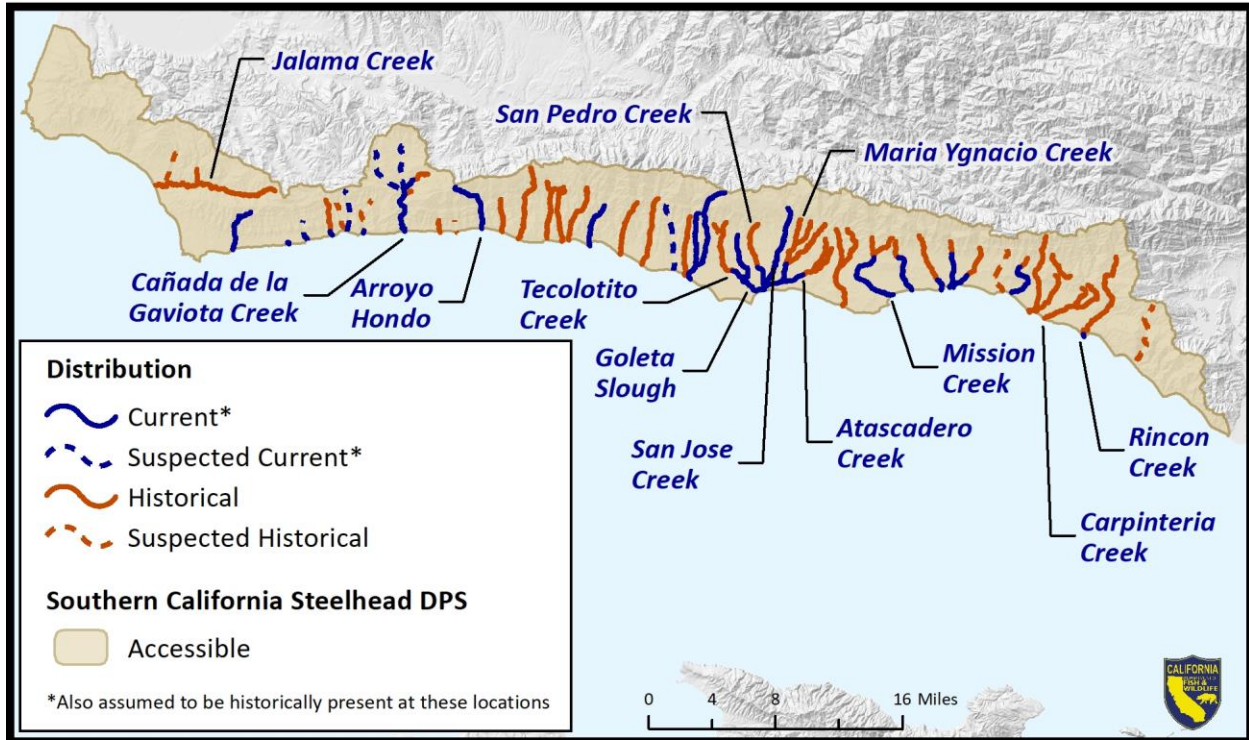 Jalama Creek
San Pedro Creek
Maria Ygnacio Creek
Cañada de la
Gaviota Creek
Arroyo
Hondo
Tecolotito
Creek
Goleta
Slough
San Jose
Creek
Atascadero
Creek
Mission
Creek
Rincon
Creek
Carpinteria
Creek
Distribution
Current*
Suspected Current*
Historical
Suspected Historical
Southern California Steelhead DPS
Accessible
*Also assumed to be historically present at these locations
0 4 8 16 Miles
CALIFORNIA
FISH &
WILDLIFE